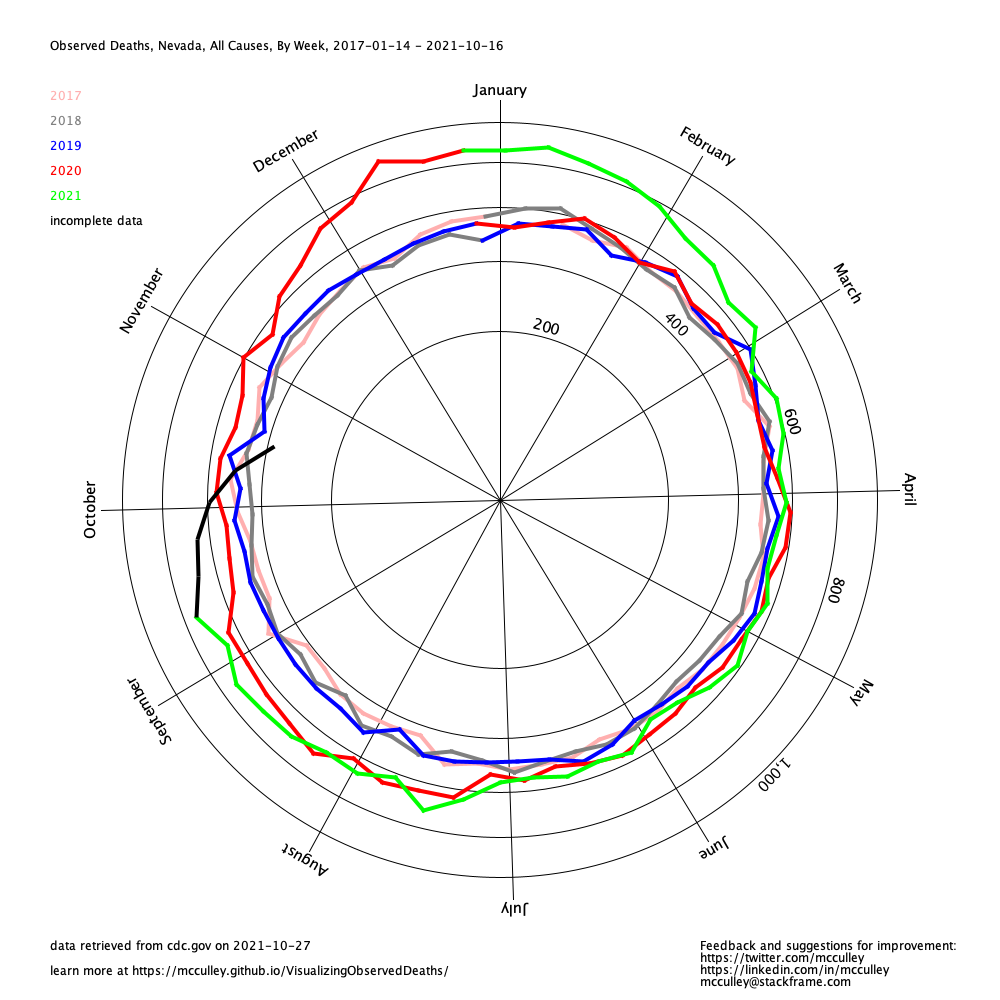 Observed Deaths, Nevada, All Causes, By Week, 2017-01-14 - 2021-10-16
2017
2018
2019
2020
2021
incomplete data
January
February
March
April
May
June
July
August
September
October
November
December
200
400
600
800
1,000
data retrieved from cdc.gov on 2021-10-27
learn more at https://mcculley.github.io/VisualizingObservedDeaths/
Feedback and suggestions for improvement:
https://twitter.com/mcculley
https://linkedin.com/in/mcculley
mcculley@stackframe.com